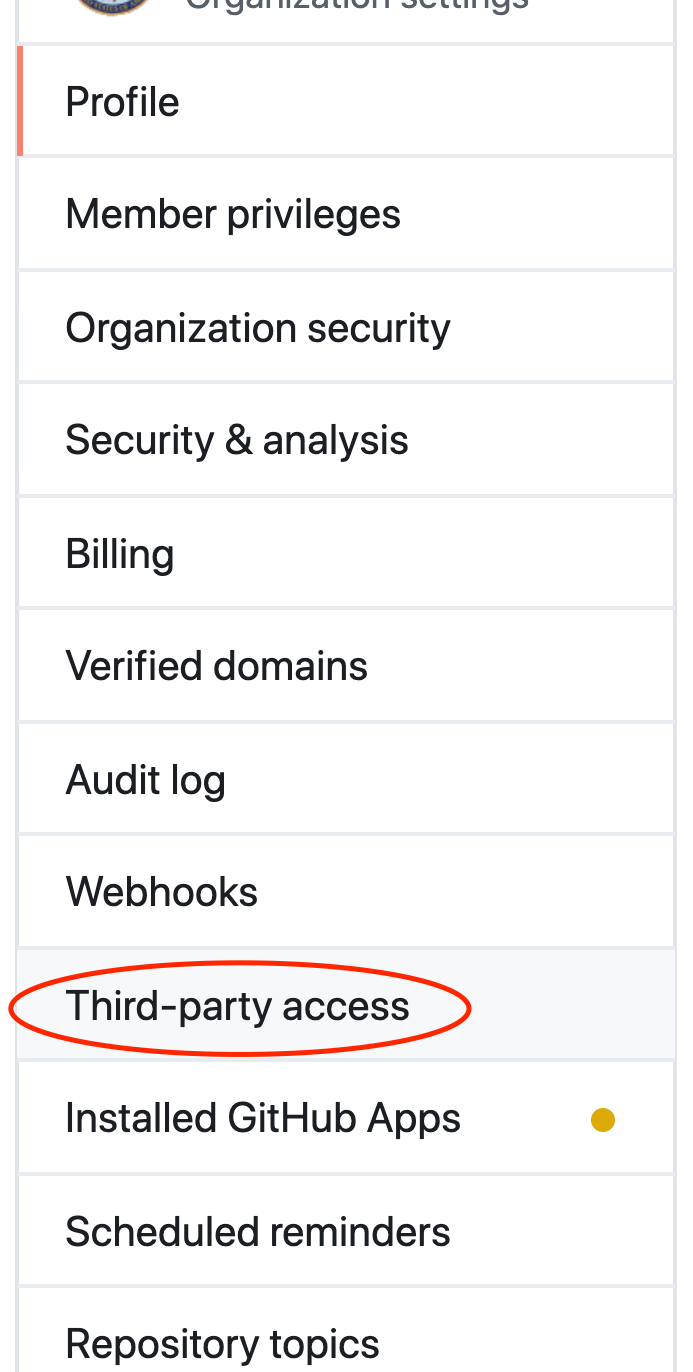 Organization settings
Profile
Member privileges
Organization security
Security & analysis
Billing
Verified domains
Audit log
Webhooks
Third-party access
Installed GitHub Apps
Scheduled reminders
Repository topics